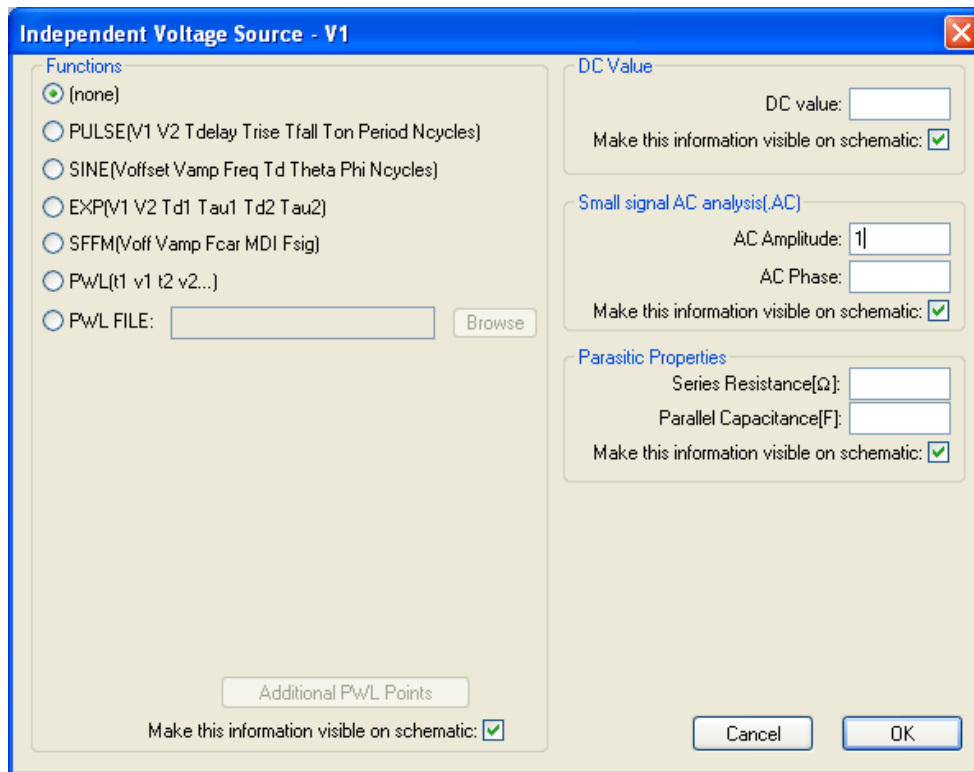 Independent Voltage Source - V1
Functions
(none)
PULSE(V1 V2 Tdelay Trise Tfall Ton Period Ncycles)
SINE(Voffset Vamp Freq Td Theta Phi Ncycles)
EXP(V1 V2 Td1 Tau1 Td2 Tau2)
SFFM(Voff Vamp Fcar MDI Fsig)
PWL(t1 v1 t2 v2...)
PWL FILE:
Browse
Additional PWL Points
Make this information visible on schematic:
DC Value
DC value:
Make this information visible on schematic:
Small signal AC analysis(.AC)
AC Amplitude: 1
AC Phase:
Make this information visible on schematic:
Parasitic Properties
Series Resistance[Ω]:
Parallel Capacitance[F]:
Make this information visible on schematic:
Cancel
OK